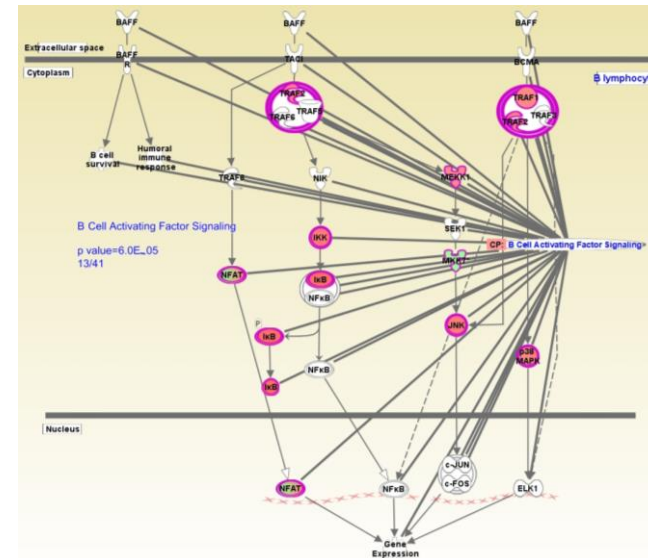 BAFF
BAFF
BAFF
Extracellular space
BAFF
R
TACI
BCMA
Cytoplasm
B lymphocy
TRAF2
TRAF5
TRAF6
TRAF1
TRAF2
TRAF3
B cell
survival
Humoral
immune
response
TRAF6
NIK
MEKK1
SEK1
B Cell Activating Factor Signaling
p value=6.0E_05
13/41
IKK
CP: B Cell Activating Factor Signaling
MKK7
NFAT
IκB
NFκB
P
IκB
JNK
p38
MAPK
NFκB
IκB
Nucleus
c-JUN
c-FOS
NFAT
NFκB
ELK1
Gene
Expression